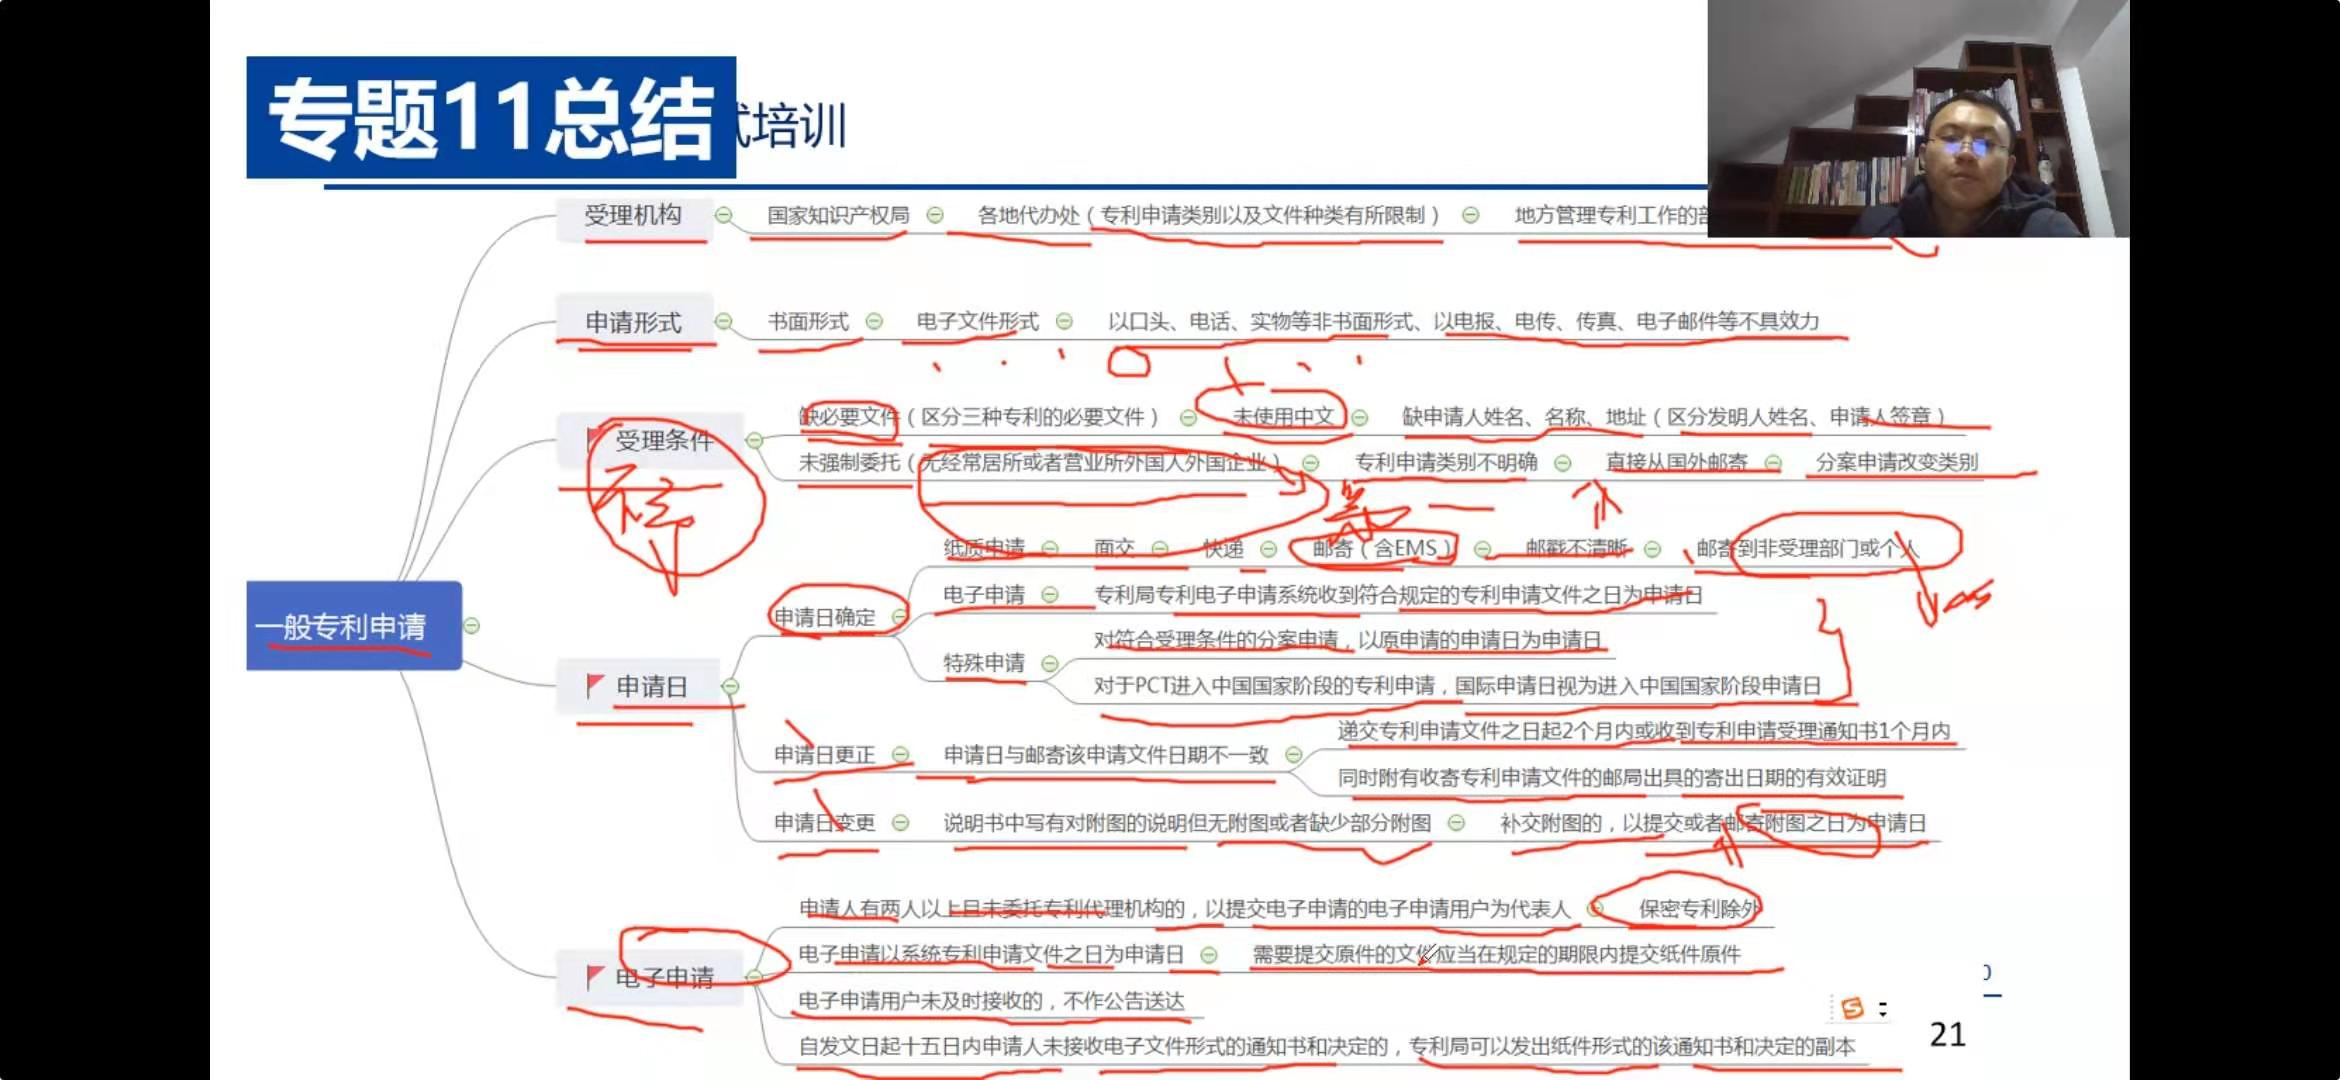 专题11总结
试培训
受理机构 国家知识产权局 各地代办处（专利申请类别以及文件种类有所限制） 地方管理专利工作的
申请形式 书面形式 电子文件形式 以口头、电话、实物等非书面形式、以电报、电传、传真、电子邮件等不具效力
受理条件
缺必要文件（区分三种专利的必要文件） 未使用中文 缺申请人姓名、名称、地址（区分发明人姓名、申请人签章）
未强制委托（无经常居所或者营业所外国人外国企业） 专利申请类别不明确 直接从国外邮寄 分案申请改变类别
一般专利申请
申请日
申请日确定
纸质申请 面交 快递 邮寄（含EMS） 邮戳不清晰 邮寄到非受理部门或个人
电子申请 专利局专利电子申请系统收到符合规定的专利申请文件之日为申请日
特殊申请
对符合受理条件的分案申请，以原申请的申请日为申请日
对于PCT进入中国国家阶段的专利申请，国际申请日视为进入中国国家阶段申请日
申请日更正 申请日与邮寄该申请文件日期不一致
递交专利申请文件之日起2个月内或收到专利申请受理通知书1个月内
同时附有收寄专利申请文件的邮局出具的寄出日期的有效证明
申请日变更 说明书中写有对附图的说明但无附图或者缺少部分附图 补交附图的，以提交或者邮寄附图之日为申请日
电子申请
申请人有两人以上且未委托专利代理机构的，以提交电子申请的电子申请用户为代表人 保密专利除外
电子申请以系统专利申请文件之日为申请日 需要提交原件的文件应当在规定的期限内提交纸件原件
电子申请用户未及时接收的，不作公告送达
自发文日起十五日内申请人未接收电子文件形式的通知书和决定的，专利局可以发出纸件形式的该通知书和决定的副本
21